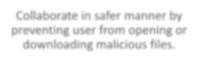 Collaborate in safer manner by
preventing user from opening or
downloading malicious files.